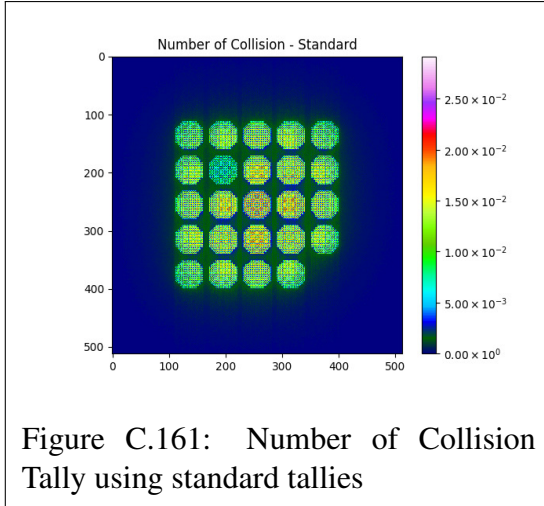 Number of Collision - Standard
0
100
200
300
400
500
0
100
200
300
400
500
2.50 × 10⁻²
2.00 × 10⁻²
1.50 × 10⁻²
1.00 × 10⁻²
5.00 × 10⁻³
0.00 × 10⁰
Figure C.161: Number of Collision
Tally using standard tallies